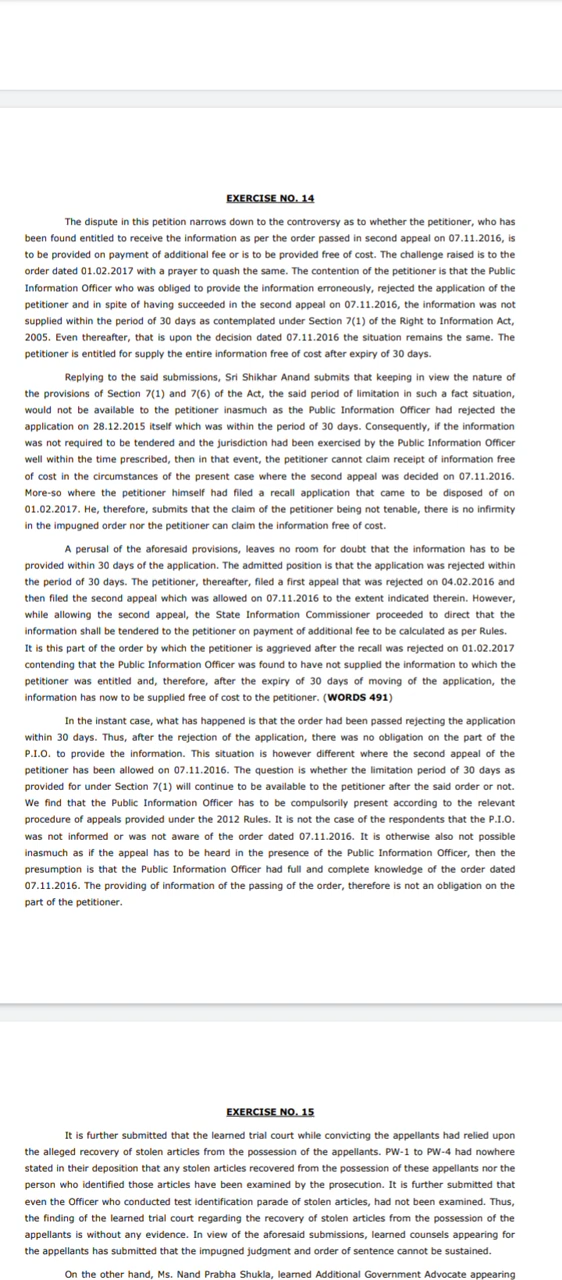 EXERCISE NO. 14
The dispute in this petition narrows down to the controversy as to whether the petitioner, who has
been found entitled to receive the information as per the order passed in second appeal on 07.11.2016, is
to be provided on payment of additional fee or is to be provided free of cost. The challenge raised is to the
order dated 01.02.2017 with a prayer to quash the same. The contention of the petitioner is that the Public
Information Officer who was obliged to provide the information erroneously, rejected the application of the
petitioner and in spite of having succeeded in the second appeal on 07.11.2016, the information was not
supplied within the period of 30 days as contemplated under Section 7(1) of the Right to Information Act,
2005. Even thereafter, that is upon the decision dated 07.11.2016 the situation remains the same. The
petitioner is entitled for supply the entire information free of cost after expiry of 30 days.
Replying to the said submissions, Sri Shikhar Anand submits that keeping in view the nature of
the provisions of Section 7(1) and 7(6) of the Act, the said period of limitation in such a fact situation,
would not be available to the petitioner inasmuch as the Public Information Officer had rejected the
application on 28.12.2015 itself which was within the period of 30 days. Consequently, if the information
was not required to be tendered and the jurisdiction had been exercised by the Public Information Officer
well within the time prescribed, then in that event, the petitioner cannot claim receipt of information free
of cost in the circumstances of the present case where the second appeal was decided on 07.11.2016.
More-so where the petitioner himself had filed a recall application that came to be disposed of on
01.02.2017. He, therefore, submits that the claim of the petitioner being not tenable, there is no infirmity
in the impugned order nor the petitioner can claim the information free of cost.
A perusal of the aforesaid provisions, leaves no room for doubt that the information has to be
provided within 30 days of the application. The admitted position is that the application was rejected within
the period of 30 days. The petitioner, thereafter, filed a first appeal that was rejected on 04.02.2016 and
then filed the second appeal which was allowed on 07.11.2016 to the extent indicated therein. However,
while allowing the second appeal, the State Information Commissioner proceeded to direct that the
information shall be tendered to the petitioner on payment of additional fee to be calculated as per Rules.
It is this part of the order by which the petitioner is aggrieved after the recall was rejected on 01.02.2017
contending that the Public Information Officer was found to have not supplied the information to which the
petitioner was entitled and, therefore, after the expiry of 30 days of moving of the application, the
information has now to be supplied free of cost to the petitioner. (WORDS 491)
In the instant case, what has happened is that the order had been passed rejecting the application
within 30 days. Thus, after the rejection of the application, there was no obligation on the part of the
P.I.O. to provide the information. This situation is however different where the second appeal of the
petitioner has been allowed on 07.11.2016. The question is whether the limitation period of 30 days as
provided for under Section 7(1) will continue to be available to the petitioner after the said order or not.
We find that the Public Information Officer has to be compulsorily present according to the relevant
procedure of appeals provided under the 2012 Rules. It is not the case of the respondents that the P.I.O.
was not informed or was not aware of the order dated 07.11.2016. It is otherwise also not possible
inasmuch as if the appeal has to be heard in the presence of the Public Information Officer, then the
presumption is that the Public Information Officer had full and complete knowledge of the order dated
07.11.2016. The providing of information of the passing of the order, therefore is not an obligation on the
part of the petitioner.
EXERCISE NO. 15
It is further submitted that the learned trial court while convicting the appellants had relied upon
the alleged recovery of stolen articles from the possession of the appellants. PW-1 to PW-4 had nowhere
stated in their deposition that any stolen articles recovered from the possession of these appellants nor the
person who identified those articles have been examined by the prosecution. It is further submitted that
even the Officer who conducted test identification parade of stolen articles, had not been examined. Thus,
the finding of the learned trial court regarding the recovery of stolen articles from the possession of the
appellants is without any evidence. In view of the aforesaid submissions, learned counsels appearing for
the appellants has submitted that the impugned judgment and order of sentence cannot be sustained.
On the other hand, Ms. Nand Prabha Shukla, learned Additional Government Advocate appearing